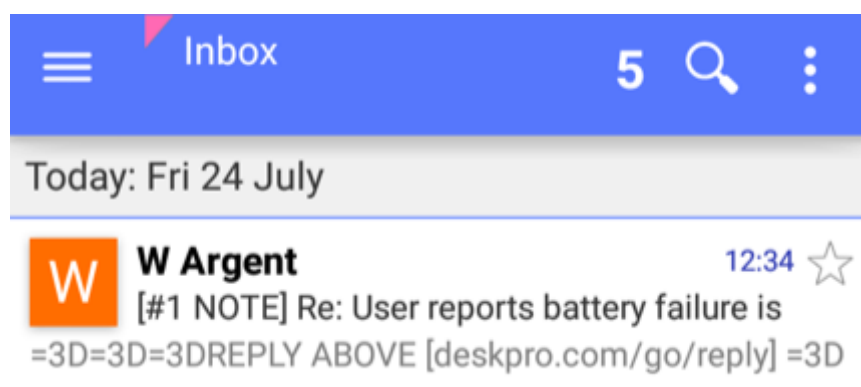 Inbox
5
Today: Fri 24 July
W
W Argent
12:34
[#1 NOTE] Re: User reports battery failure is
=3D=3D=3DREPLY ABOVE [deskpro.com/go/reply] =3D